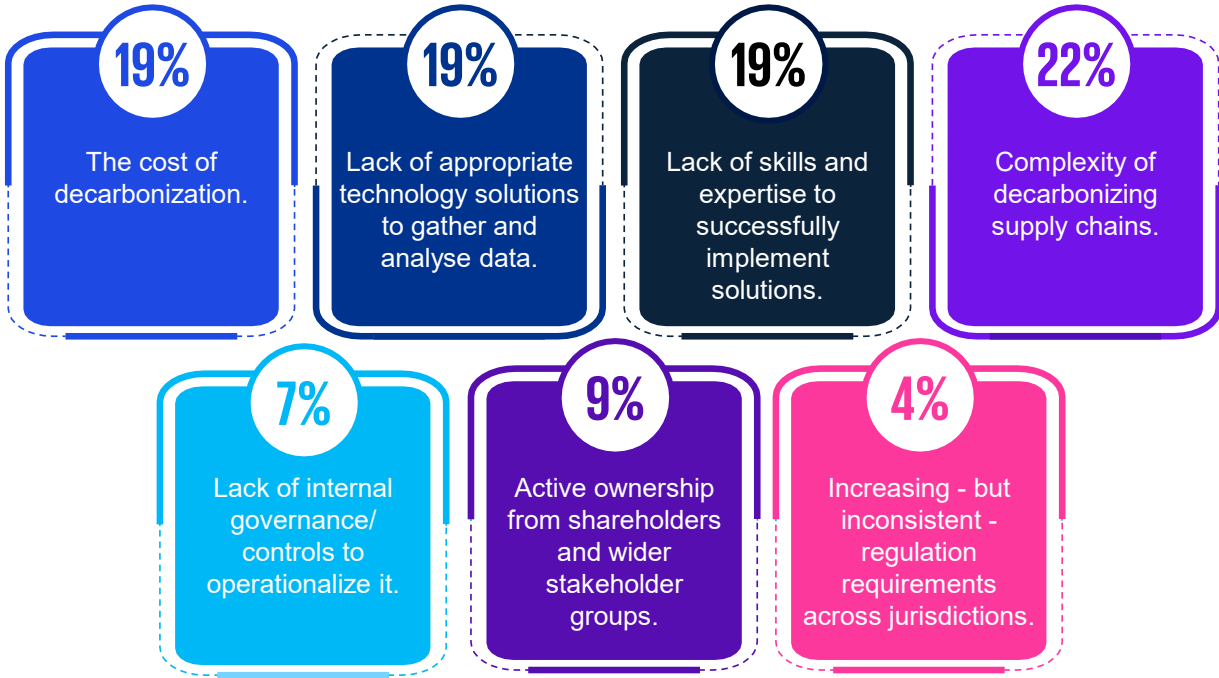 19%
The cost of
decarbonization.
19%
Lack of appropriate
technology solutions
to gather and
analyse data.
19%
Lack of skills and
expertise to
successfully
implement
solutions.
22%
Complexity of
decarbonizing
supply chains.
7%
Lack of internal
governance/
controls to
operationalize it.
9%
Active ownership
from shareholders
and wider
stakeholder
groups.
4%
Increasing - but
inconsistent -
regulation
requirements
across jurisdictions.